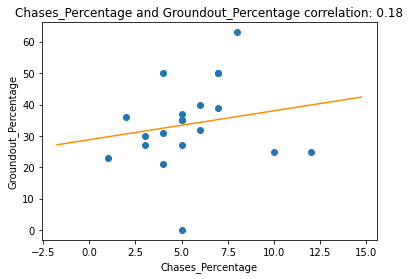 Chases_Percentage and Groundout_Percentage correlation: 0.18
Groundout_Percentage
60
50
40
30
20
10
0
−2.5 0.0 2.5 5.0 7.5 10.0 12.5 15.0
Chases_Percentage